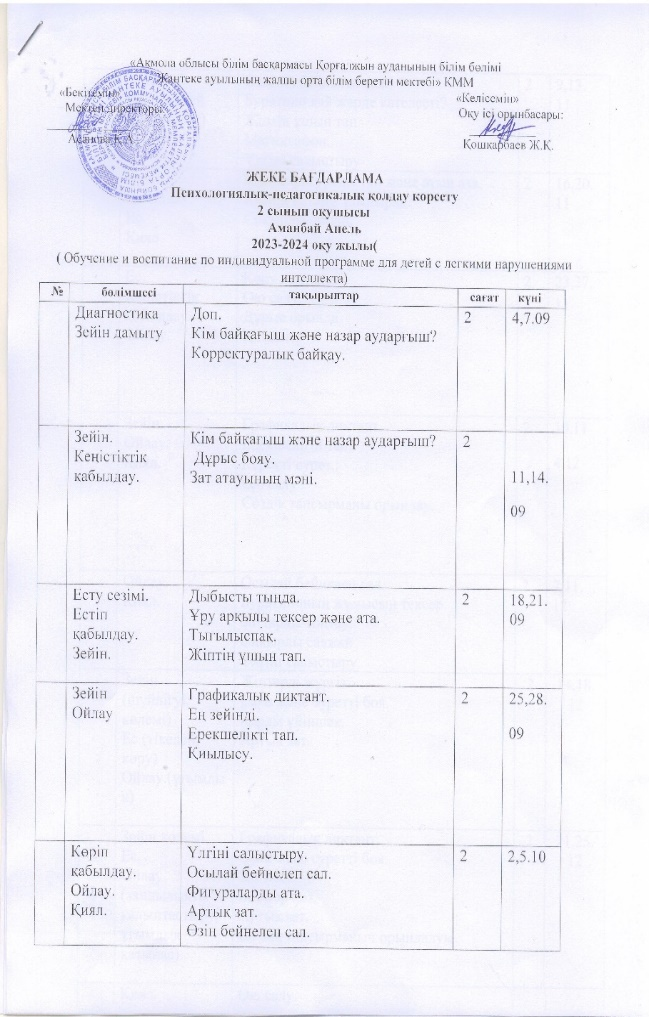 «Ақмола облысы білім басқармасы Қорғалжын ауданының білім бөлімі
Жантеке ауылының жалпы орта білім беретін мектебі» КММ
«Бекітемін» «Келісемін»
Мектеп директоры: Оқу ісі орынбасары:
Қошкарбаев Ж.Қ.
ЖЕКЕ БАҒДАРЛАМА
Психологиялық-педагогикалық қолдау көрсету
2 сынып оқушысы
Аманбай Анель
2023-2024 оқу жылы(
( Обучение и воспитание по индивидуальной программе для детей с легкими нарушениями
интеллекта)
№ бөлімшесі тақырыптар сағат күні
Диагностика Доп. 2 4,7.09
Зейін дамыту Кім байқағыш және назар аударғыш?
Корректуралық байқау.
Зейін. Кім байқағыш және назар аударғыш? 2
Кеңістіктік Дұрыс бояу.
қабылдау. Зат атауының мәні. 11,14.
09
Есту сезімі. Дыбысты тыңда. 2 18,21.
Естіп Ұру арқылы тексер және ата. 09
қабылдау. Тығылыспақ.
Зейін. Жіптің ұшын тап.
Зейін Графикалық диктант. 2 25,28.
Ойлау Ең зейінді.
Ерекшелікті тап. 09
Қиылысу.
Көріп Үлгіні салыстыру. 2 2,5.10
қабылдау. Осылай бейнелеп сал.
Ойлау. Фигураларды ата.
Қиял. Артық зат.
Өзің бейнелеп сал.